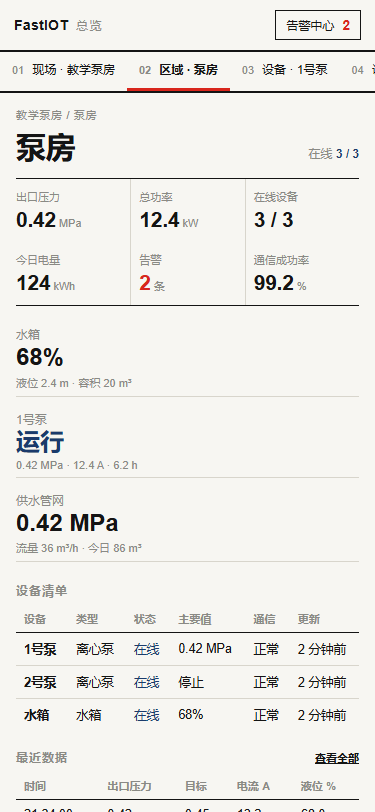 FastIOT 总览 告警中心 2
01 现场 · 教学泵房 02 区域 · 泵房 03 设备 · 1号泵 04
教学泵房 / 泵房
泵房 在线 3 / 3
出口压力 总功率 在线设备
0.42 MPa 12.4 kW 3 / 3
今日电量 告警 通信成功率
124 kWh 2 条 99.2 %
水箱
68%
液位 2.4 m · 容积 20 m³
1号泵
运行
0.42 MPa · 12.4 A · 6.2 h
供水管网
0.42 MPa
流量 36 m³/h · 今日 86 m³
设备清单
设备 类型 状态 主要值 通信 更新
1号泵 离心泵 在线 0.42 MPa 正常 2 分钟前
2号泵 离心泵 在线 停止 正常 2 分钟前
水箱 水箱 在线 68% 正常 2 分钟前
最近数据 查看全部
时间 出口压力 目标 电流 A 液位 %